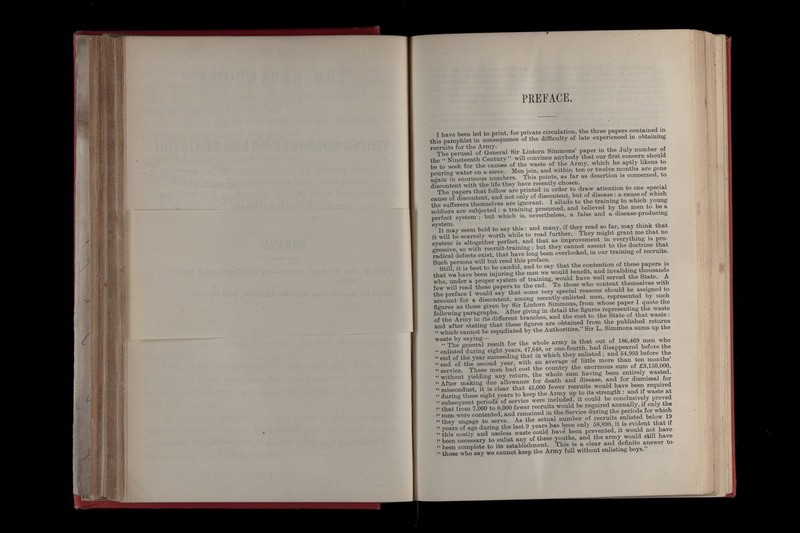 PREFACE.
I have been led to print, for private circulation, the three papers contained in
this pamphlet in consequence of the difficulty of late experienced in obtaining
recruits for the Army.
The perusal of General Sir Lintorn Simmons' paper in the July number of
the "Nineteenth Century" will convince anybody that our first concern should
be to seek for the causes of the waste of the Army, which he aptly likens to
pouring water on a sieve. Men join, and within ten or twelve months are gone
again in enormous numbers. This points, as far as desertion is concerned, to
discontent with the life they have recently chosen.
The papers that follow are printed in order to draw attention to one special
cause of discontent, and not only of discontent, but of disease: a cause of which
the sufferers themselves are ignorant. I allude to the training to which young
soldiers are subjected: a training presumed, and believed by the men to be a
perfect system; but which is, nevertheless, a false and a disease-producing
system.
It may seem bold to say this: and many, if they read so far, may think that
it will be scarcely worth while to read further. They might grant me that no
system is altogether perfect, and that as improvement in everything is pro-
gressive, so with recruit-training; but they cannot assent to the doctrine that
radical defects exist, that have long been overlooked, in our training of recruits.
Such persons will but read this preface.
Still, it is best to be candid, and to say that the contention of these papers is
that we have been injuring the men we would benefit, and invaliding thousands
who, under a proper system of training, would have well served the State. A
few will read these papers to the end. To those who content themselves with
the preface I would say that some very special reasons should be assigned to
account for a discontent, among recently-enlisted men, represented by such
figures as those given by Sir Lintorn Simmons, from whose paper I quote the
following paragraphs. After giving in detail the figures representing the waste
of the Army in its different branches, and the cost to the State of that waste;
and after stating that these figures are obtained from the published returns
"which cannot be repudiated by the Authorities," Sir L. Simmons sums up the
waste by saying—
"The general result for the whole army is that out of 186,469 men who
"enlisted during eight years, 47,648, or one-fourth, had disappeared before the
"end of the year succeeding that in which they enlisted; and 54,993 before the
"end of the second year, with an average of little more than ten months'
"service. These men had cost the country the enormous sum of £3,150,000,
"without yielding any return, the whole sum having been entirely wasted.
"After making due allowance for death and disease, and for dismissal for
"misconduct, it is clear that 45,000 fewer recruits would have been required
"during these eight years to keep the Army up to its strength: and if waste at
"subsequent periods of service were included, it could be conclusively proved
"that from 7,000 to 8,000 fewer recruits would be required annually, if only the
"men were contented, and remained in the Service during the periods for which
"they engage to serve. As the actual number of recruits enlisted below 19
"years of age during the last 9 years has been only 58,898, it is evident that if
"this costly and useless waste could have been prevented, it would not have
"been necessary to enlist any of these youths, and the army would still have
"been complete to its establishment. This is a clear and definite answer to
"those who say we cannot keep the Army full without enlisting boys."